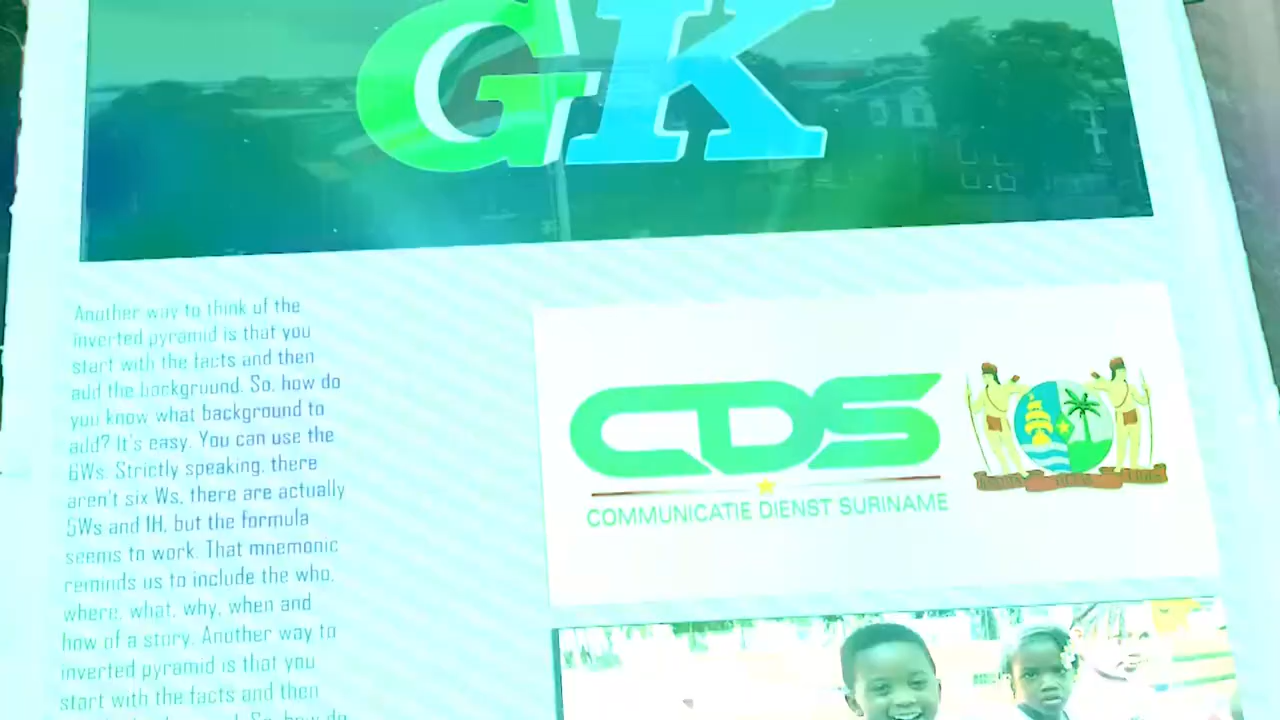 GK
Another way to think of the
inverted pyramid is that you
start with the facts and then
add the background. So, how do
you know what background to
add? It's easy. You can use the
6Ws. Strictly speaking, there
aren't six Ws, there are actually
5Ws and 1H, but the formula
seems to work. That mnemonic
reminds us to include the who,
where, what, why, when and
how of a story. Another way to
inverted pyramid is that you
start with the facts and then
So, how do
CDS
COMMUNICATIE DIENST SURINAME